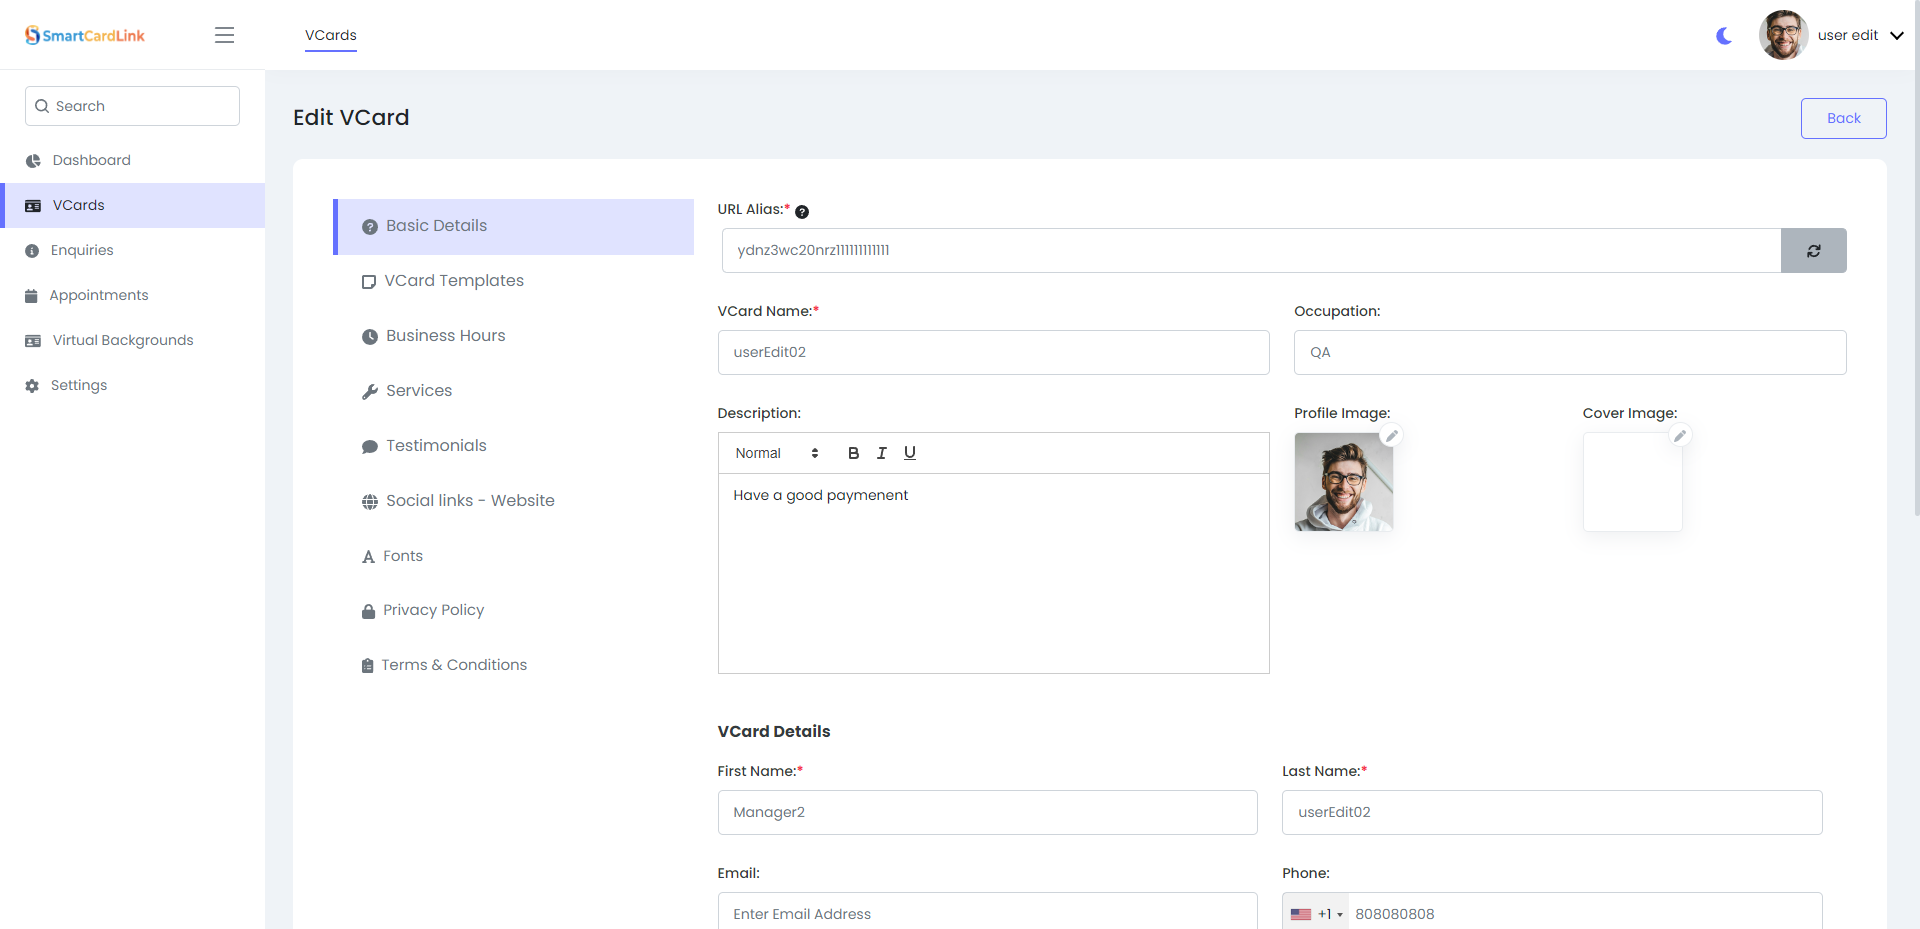 SmartCardLink
VCards
user edit
Search
Edit VCard
Back
Dashboard
VCards
Enquiries
Appointments
Virtual Backgrounds
Settings
Basic Details
VCard Templates
Business Hours
Services
Testimonials
Social links - Website
Fonts
Privacy Policy
Terms & Conditions
URL Alias:*
ydnz3wc20nrz111111111111
VCard Name:*
Occupation:
userEdit02
QA
Description:
Profile Image:
Cover Image:
Normal B I U
Have a good paymenent
VCard Details
First Name:*
Last Name:*
Manager2
userEdit02
Email:
Phone:
Enter Email Address
+1 808080808